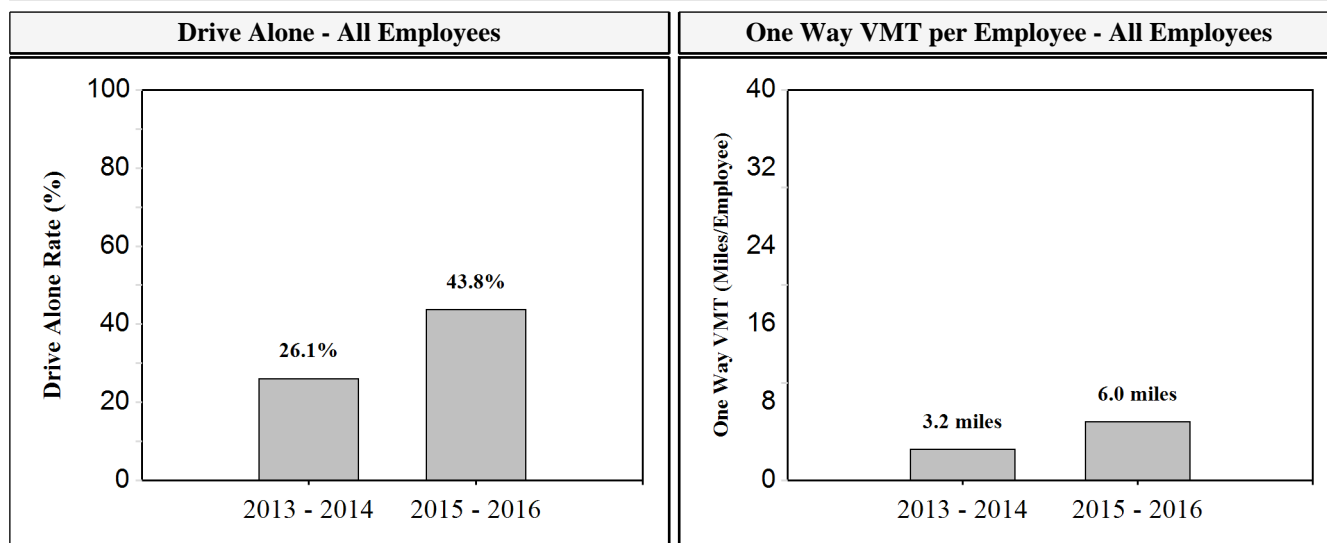 Drive Alone - All Employees
Drive Alone Rate (%)
100
80
60
40
20
0
26.1%
43.8%
2013 - 2014
2015 - 2016
One Way VMT per Employee - All Employees
One Way VMT (Miles/Employee)
40
32
24
16
8
0
3.2 miles
6.0 miles
2013 - 2014
2015 - 2016